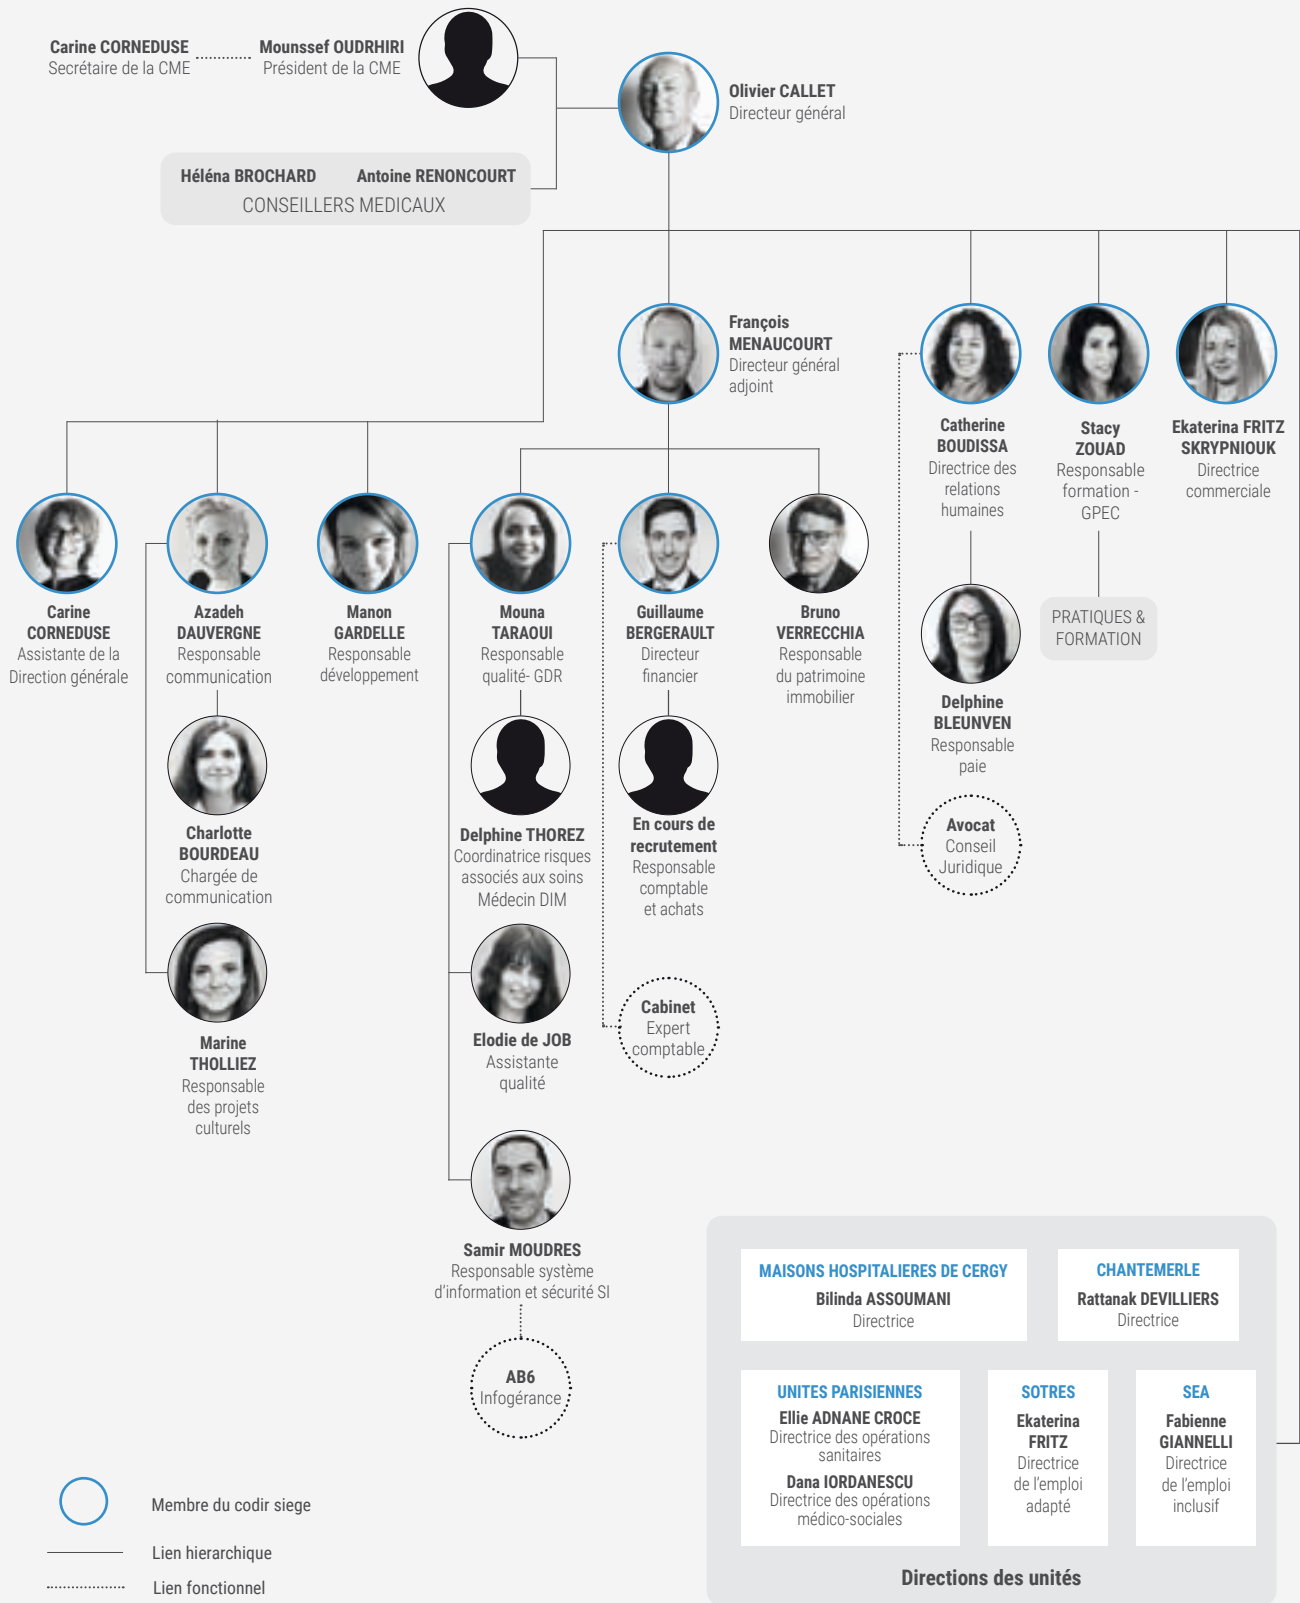 Carine CORNEDUSE
Secrétaire de la CME
Mounssef OUDRHIRI
Président de la CME
Olivier CALLET
Directeur général
Héléna BROCHARD
Antoine RENONCOURT
CONSEILLERS MEDICAUX
François
MENAUCOURT
Directeur général
adjoint
Catherine
BOUDISSA
Directrice des
relations
humaines
Stacy
ZOUAD
Responsable
formation -
GPEC
Ekaterina FRITZ
SKRYPNIOUK
Directrice
commerciale
Carine
CORNEDUSE
Assistante de la
Direction générale
Azadeh
DAUVERGNE
Responsable
communication
Manon
GARDELLE
Responsable
développement
Mouna
TARAOUI
Responsable
qualité- GDR
Guillaume
BERGERAULT
Directeur
financier
Bruno
VERRECCHIA
Responsable
du patrimoine
immobilier
PRATIQUES &
FORMATION
Delphine
BLEUNVEN
Responsable
paie
Charlotte
BOURDEAU
Chargée de
communication
Delphine THOREZ
Coordinatrice risques
associés aux soins
Médecin DIM
En cours de
recrutement
Responsable
comptable
et achats
Avocat
Conseil
Juridique
Marine
THOLLIEZ
Responsable
des projets
culturels
Elodie de JOB
Assistante
qualité
Cabinet
Expert
comptable
Samir MOUDRES
Responsable système
d'information et sécurité SI
AB6
Infogérance
MAISONS HOSPITALIERES DE CERGY
Bilinda ASSOUMANI
Directrice
CHANTEMERLE
Rattanak DEVILLIERS
Directrice
UNITES PARISIENNES
Ellie ADNANE CROCE
Directrice des opérations
sanitaires
Dana IORDANESCU
Directrice des opérations
médico-sociales
SOTRES
Ekaterina
FRITZ
Directrice
de l'emploi
adapté
SEA
Fabienne
GIANNELLI
Directrice
de l'emploi
inclusif
Directions des unités
Membre du codir siege
Lien hierarchique
Lien fonctionnel